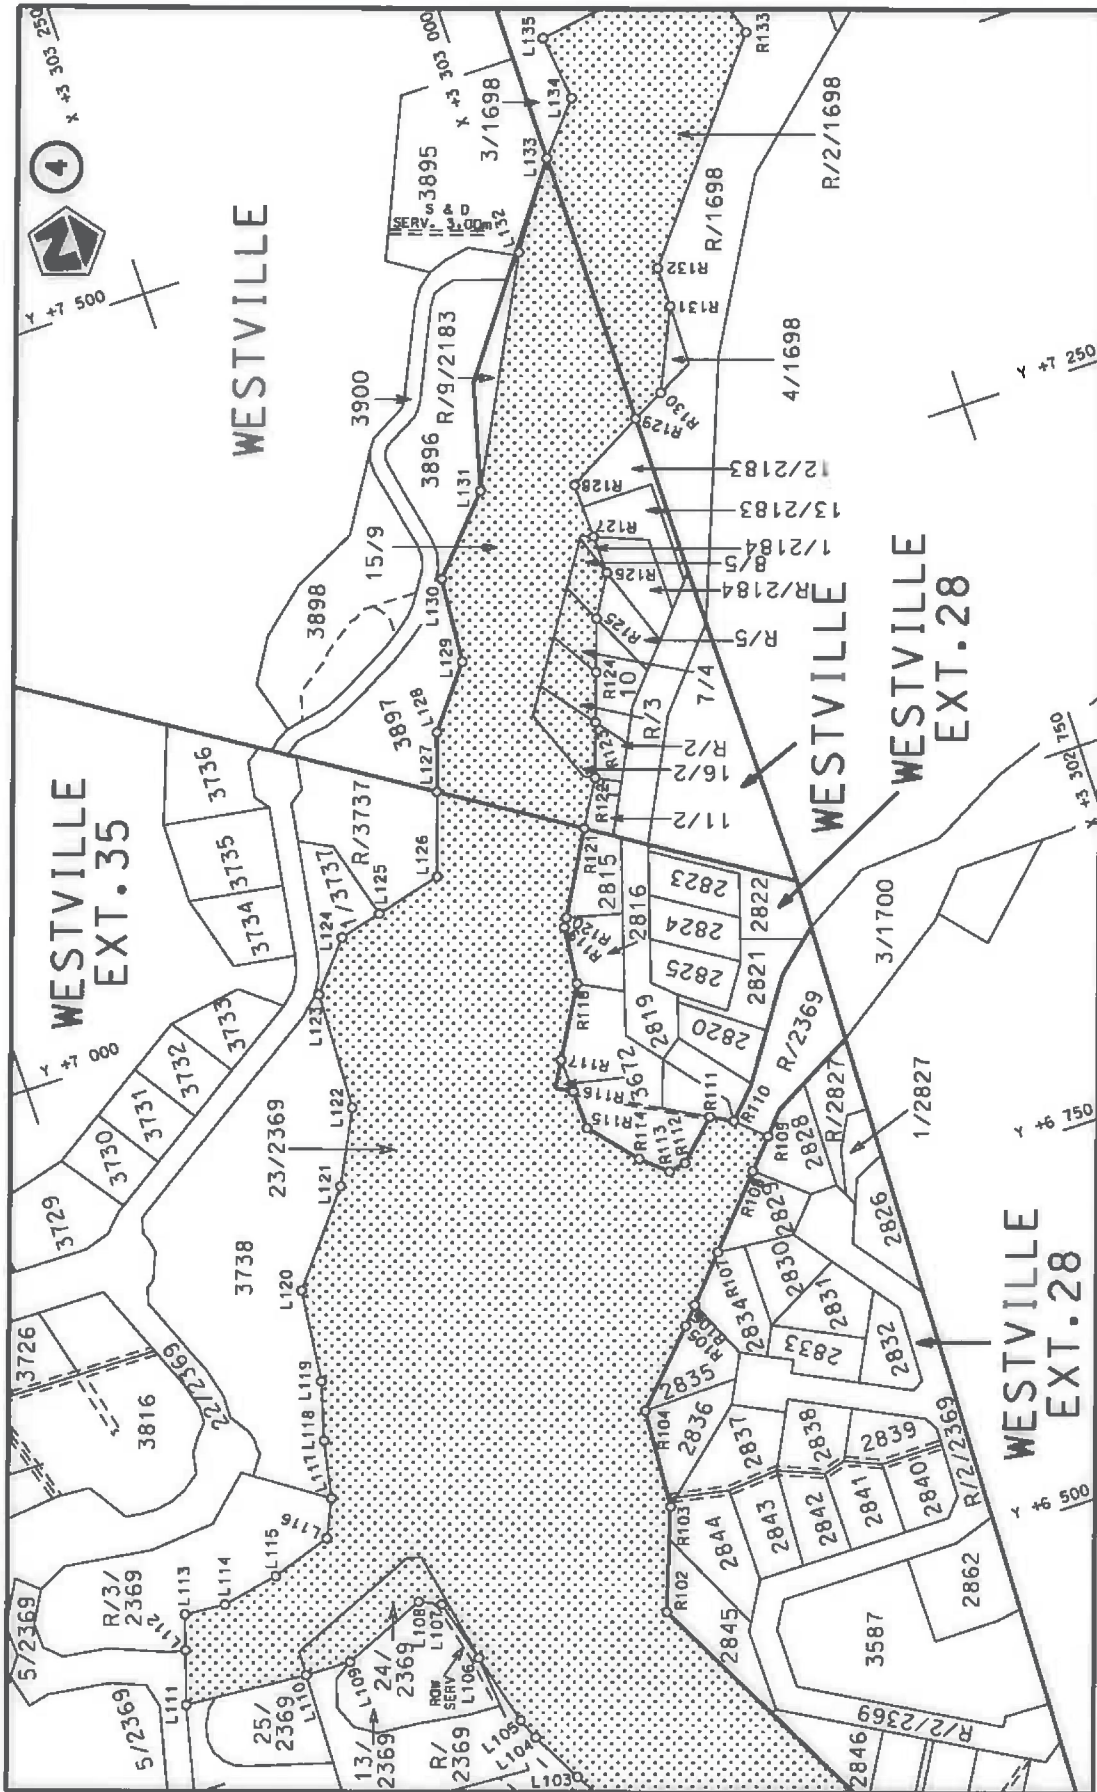 WESTVILLE
EXT.35
WESTVILLE
WESTVILLE
WESTVILLE
EXT.28
WESTVILLE
EXT.28
4
N
X +3 303 250
X +3 303 000
X +3 302 750
Y +7 500
Y +7 250
Y +7 000
Y +6 750
Y +6 500
5/2369
R/3/
2369
5/2369
25/
2369
13/
2369
24/
2369
R/
2369
ROW
SERV
3726
3816
22/2369
3738
23/2369
3729
3730
3731
3732
3733
3734
3735
3736
1/3737
R/3737
3897
3898
15/9
3896
3900
R/9/2183
3895
S & D
SERV. 3.00m
3/1698
R/2/1698
R/1698
4/1698
12/2183
13/2183
1/2184
8/5
R/2184
R/5
7/4
10
R/3
R/2
16/2
11/2
2815
2816
2823
2824
2825
2822
2821
2820
2819
3672
3/1700
R/2369
R/2827
1/2827
2828
2829
2826
2830
2831
2832
2833
2834
2835
2836
2837
2838
2839
2840
2841
2842
2843
2844
2845
2846
2862
3587
R/2/2369
R/2/2369
L103
L104
L105
L106
L107
L108
L109
L110
L111
L112
L113
L114
L115
L116
L117
L118
L119
L120
L121
L122
L123
L124
L125
L126
L127
L128
L129
L130
L131
L132
L133
L134
L135
R102
R103
R104
R105
R106
R107
R108
R109
R110
R111
R112
R113
R114
R115
R116
R117
R118
R119
R120
R121
R122
R123
R124
R125
R126
R127
R128
R129
R130
R131
R132
R133